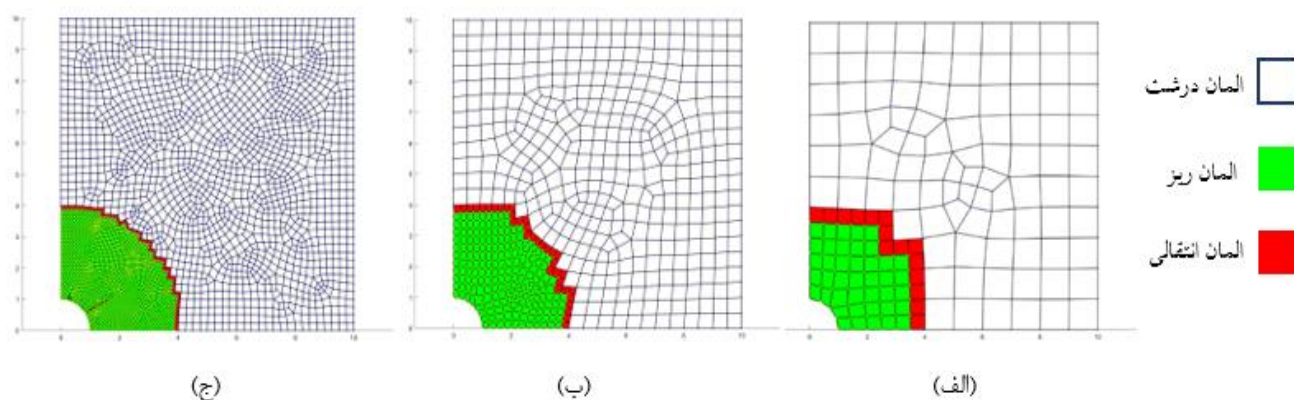 المان درشت
المان ریز
المان انتقالی
(الف)
(ب)
(ج)